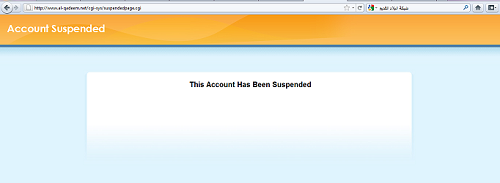 http://www.al-qadeem.net/cgi-sys/suspendedpage.cgi
Account Suspended
This Account Has Been Suspended